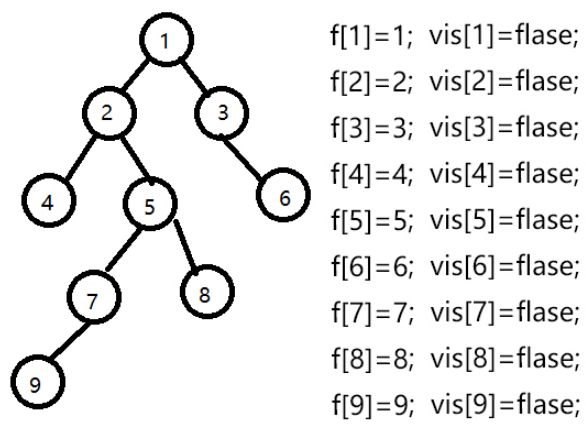 1
2
3
4
5
6
7
8
9
f[1]=1; vis[1]=flase;
f[2]=2; vis[2]=flase;
f[3]=3; vis[3]=flase;
f[4]=4; vis[4]=flase;
f[5]=5; vis[5]=flase;
f[6]=6; vis[6]=flase;
f[7]=7; vis[7]=flase;
f[8]=8; vis[8]=flase;
f[9]=9; vis[9]=flase;